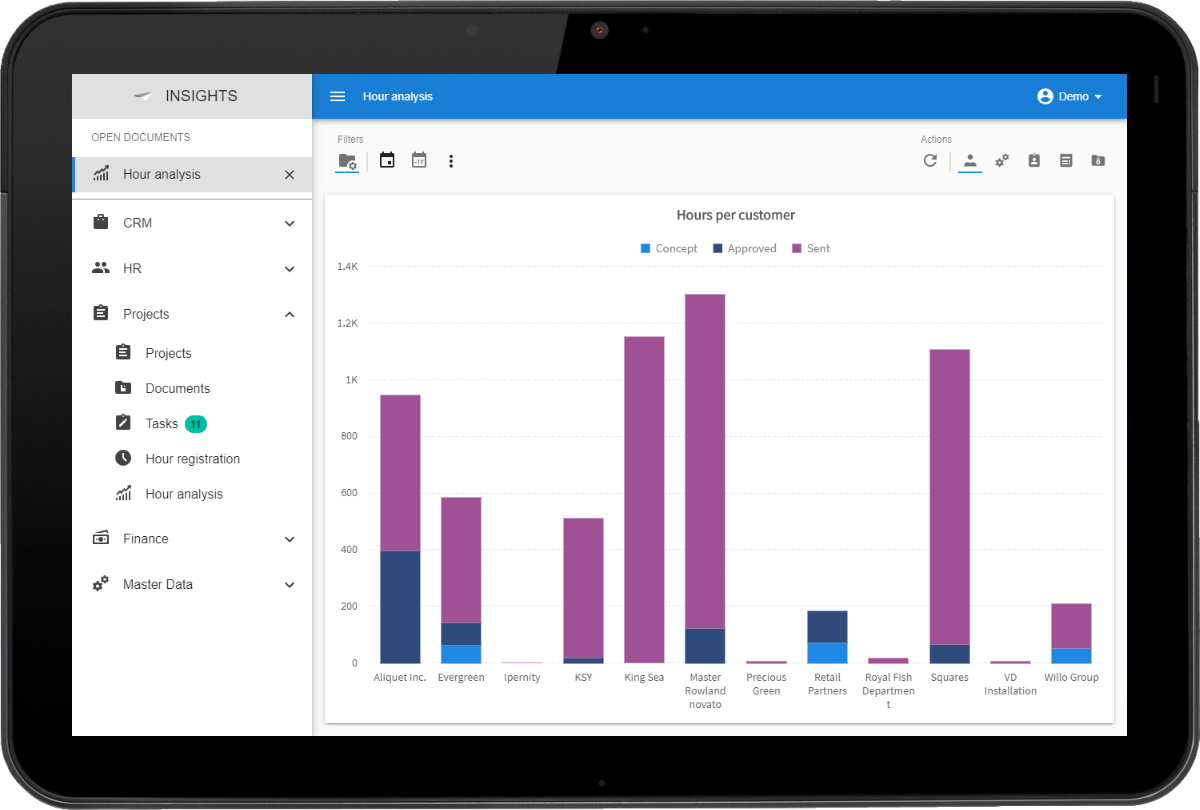 INSIGHTS
OPEN DOCUMENTS
Hour analysis
CRM
HR
Projects
Projects
Documents
Tasks 11
Hour registration
Hour analysis
Finance
Master Data
Hour analysis
Demo
Filters
-1Y
Actions
Hours per customer
Concept Approved Sent
1.4K
1.2K
1K
800
600
400
200
0
Aliquet Inc.
Evergreen
Ipernity
KSY
King Sea
Master
Rowland
novato
Precious
Green
Retail
Partners
Royal Fish
Departmen
t
Squares
VD
Installation
Willo Group